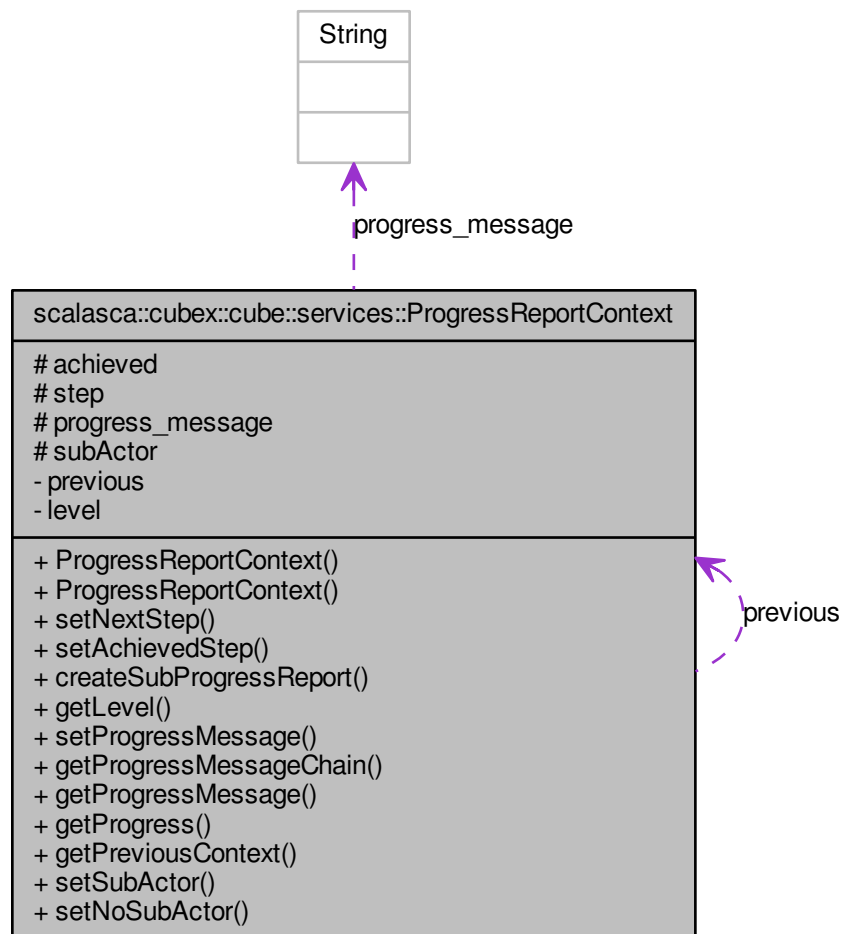 String
progress_message
scalasca::cubex::cube::services::ProgressReportContext
# achieved
# step
# progress_message
# subActor
- previous
- level
+ ProgressReportContext()
+ ProgressReportContext()
+ setNextStep()
+ setAchievedStep()
+ createSubProgressReport()
+ getLevel()
+ setProgressMessage()
+ getProgressMessageChain()
+ getProgressMessage()
+ getProgress()
+ getPreviousContext()
+ setSubActor()
+ setNoSubActor()
previous